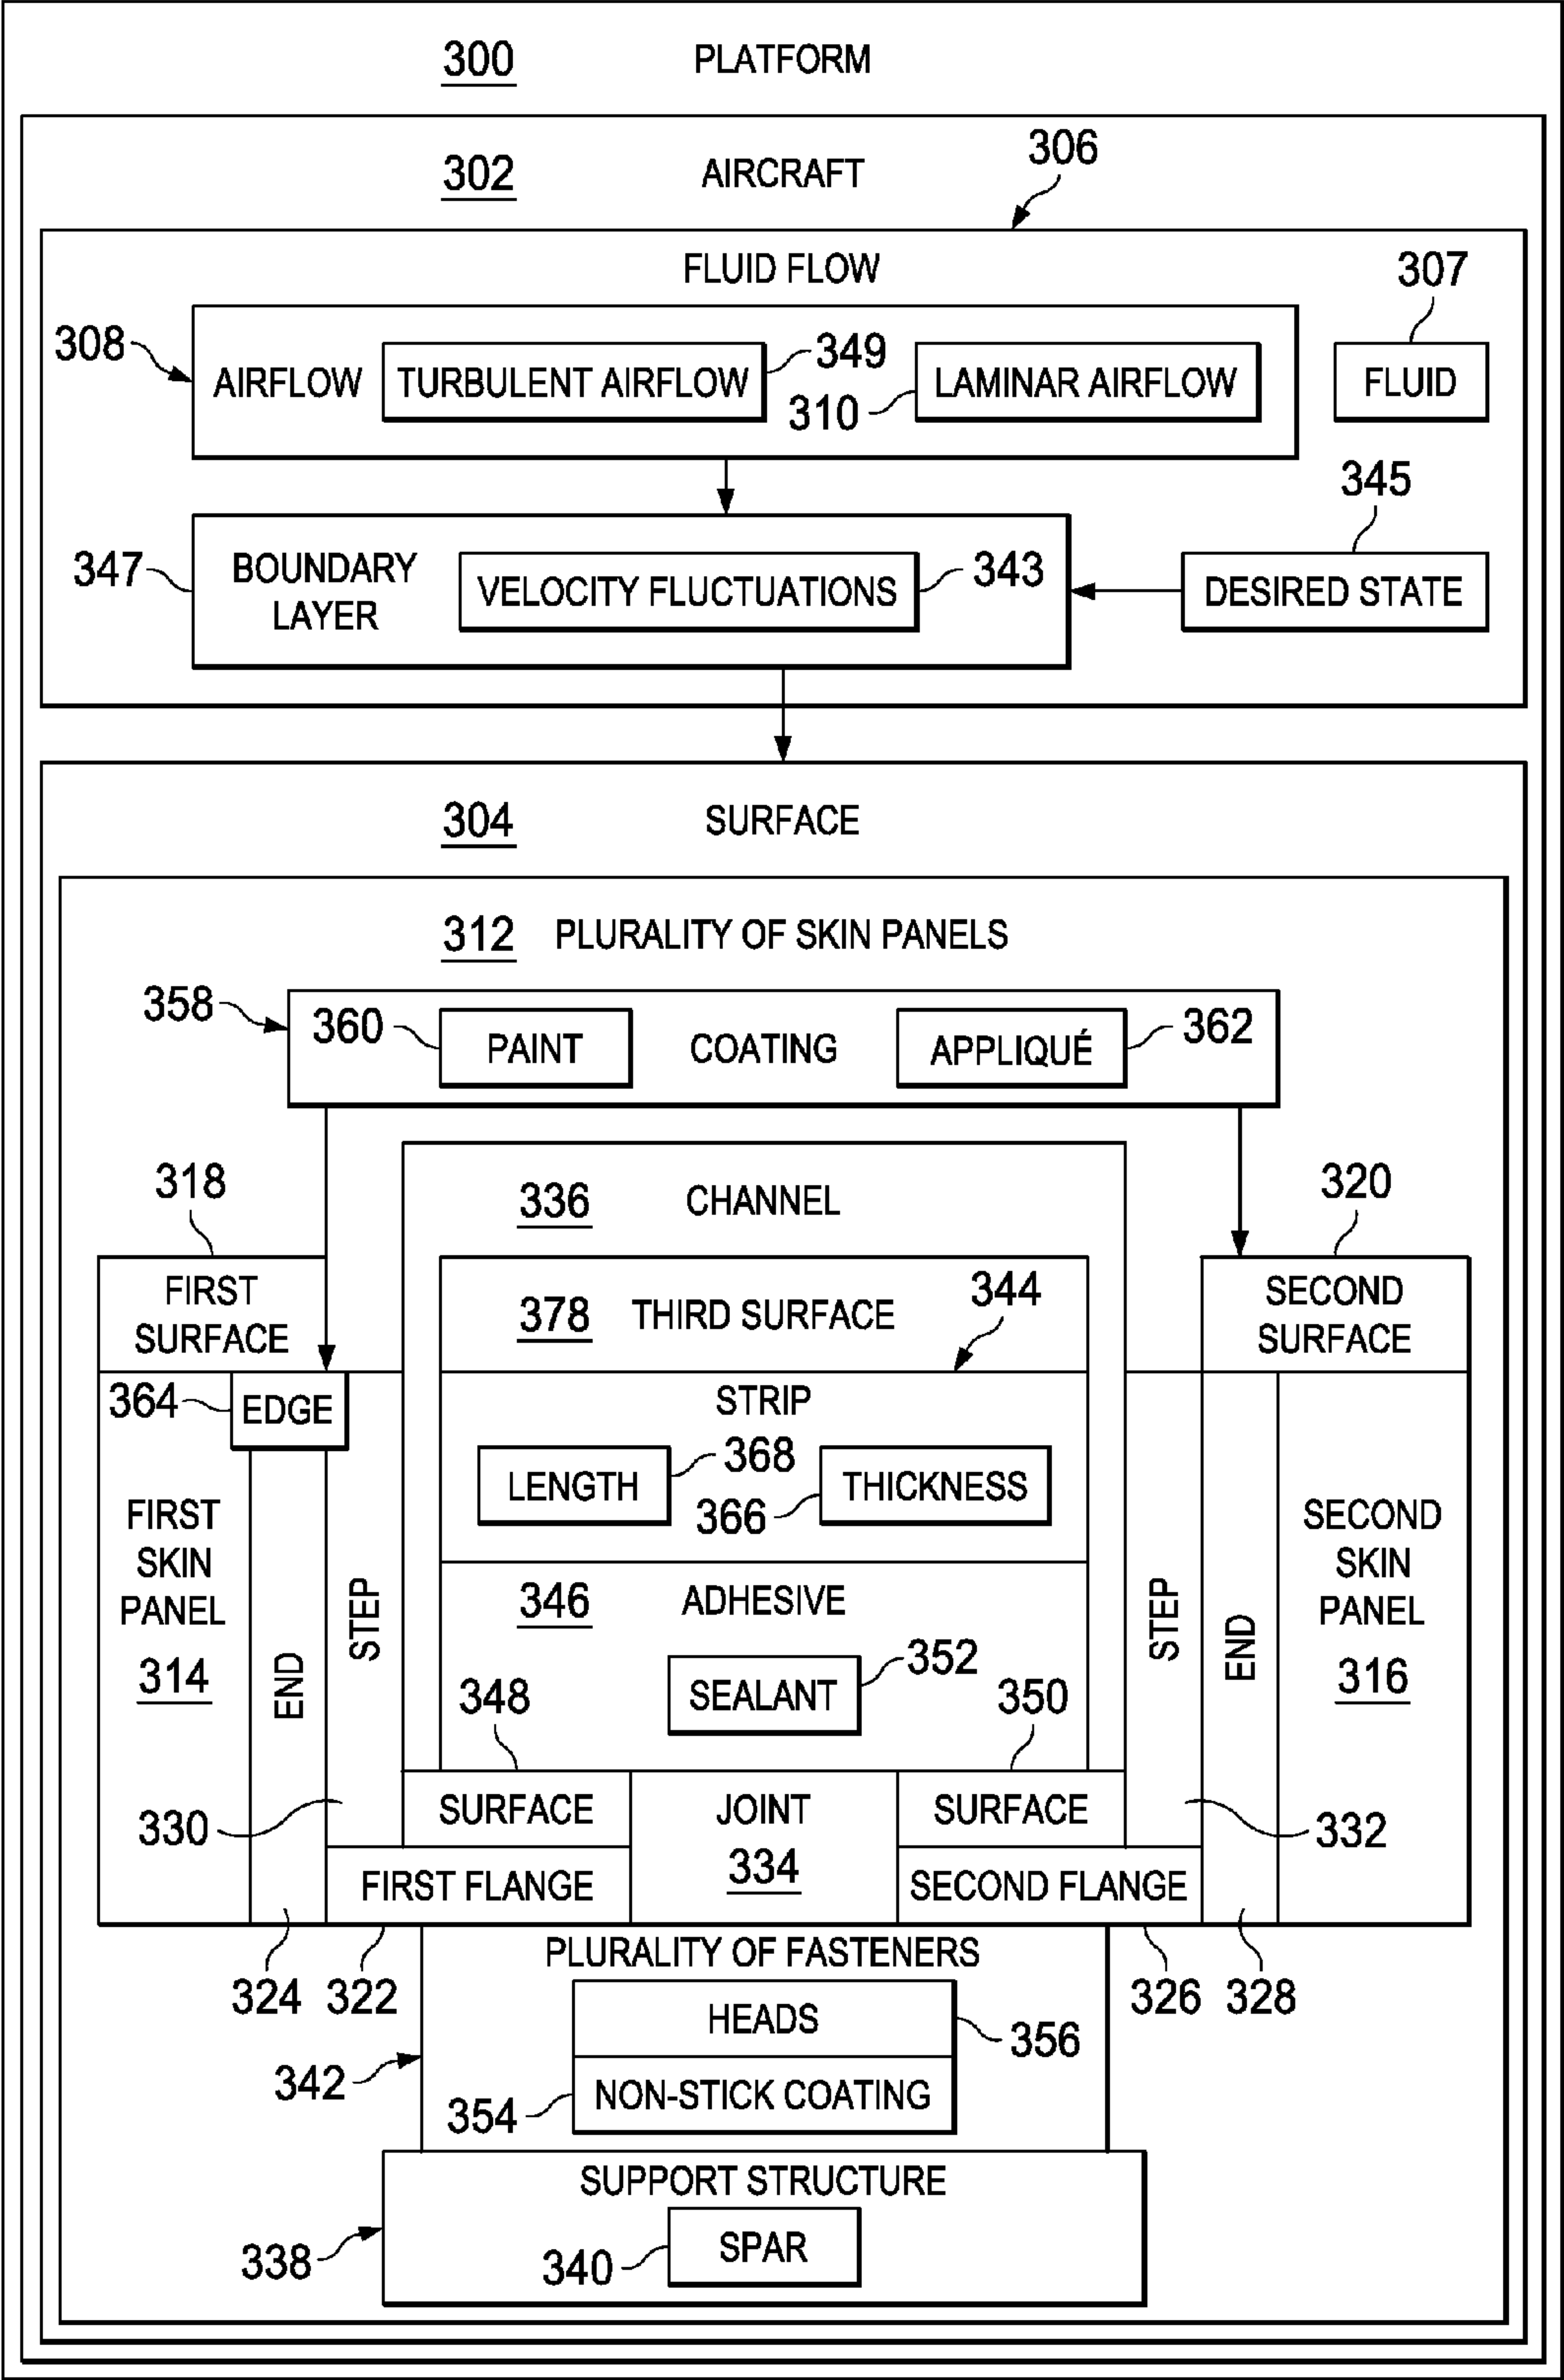 300 PLATFORM
302 AIRCRAFT
306
FLUID FLOW
307
308
AIRFLOW
TURBULENT AIRFLOW
349
310
LAMINAR AIRFLOW
FLUID
345
347
BOUNDARY
LAYER
VELOCITY FLUCTUATIONS
343
DESIRED STATE
304 SURFACE
312 PLURALITY OF SKIN PANELS
358
360
PAINT
COATING
APPLIQUÉ
362
318
336 CHANNEL
320
FIRST
SURFACE
378 THIRD SURFACE
344
SECOND
SURFACE
364
EDGE
STRIP
LENGTH
368
366
THICKNESS
FIRST
SKIN
PANEL
314
END
STEP
346 ADHESIVE
SEALANT
352
STEP
END
SECOND
SKIN
PANEL
316
348
350
330
SURFACE
JOINT
334
SURFACE
332
FIRST FLANGE
SECOND FLANGE
324
322
PLURALITY OF FASTENERS
326
328
HEADS
356
342
354
NON-STICK COATING
SUPPORT STRUCTURE
338
340
SPAR